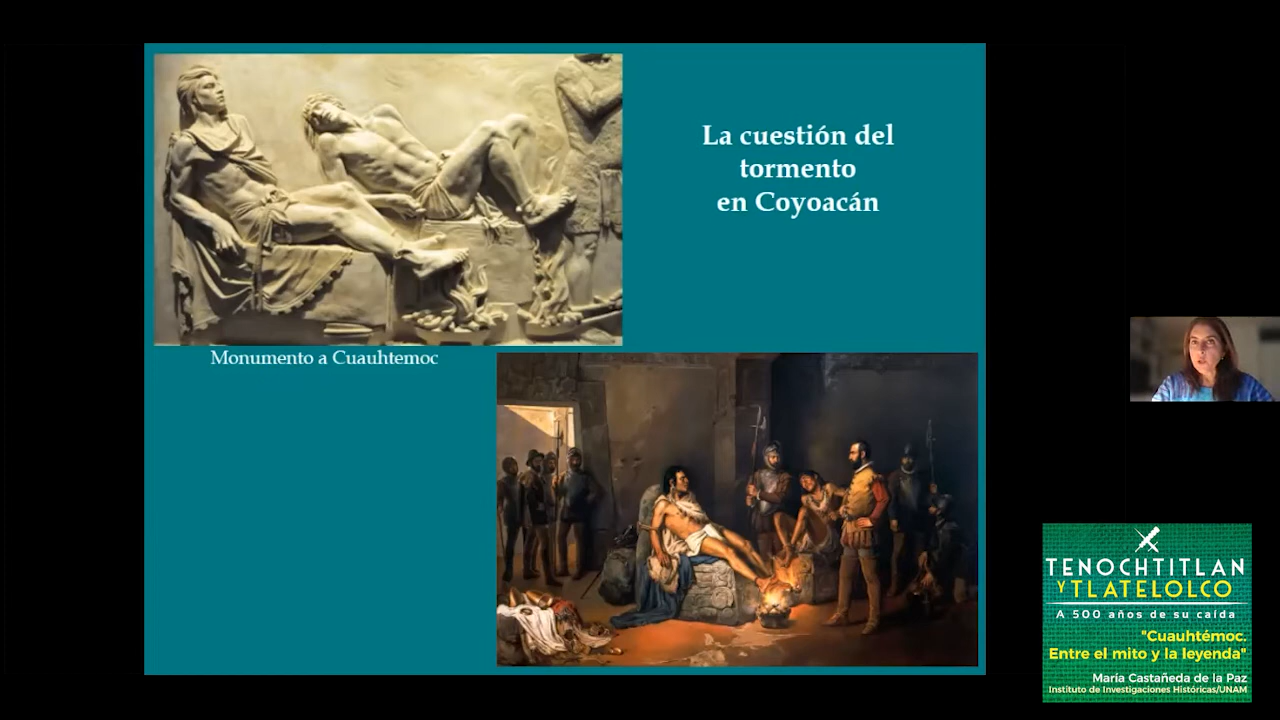 La cuestión del
tormento
en Coyoacán
Monumento a Cuauhtemoc
TENOCHTITLAN
Y TLATELOLCO
A 500 años de su caída
"Cuauhtémoc.
Entre el mito y la leyenda"
María Castañeda de la Paz
Instituto de Investigaciones Históricas/UNAM